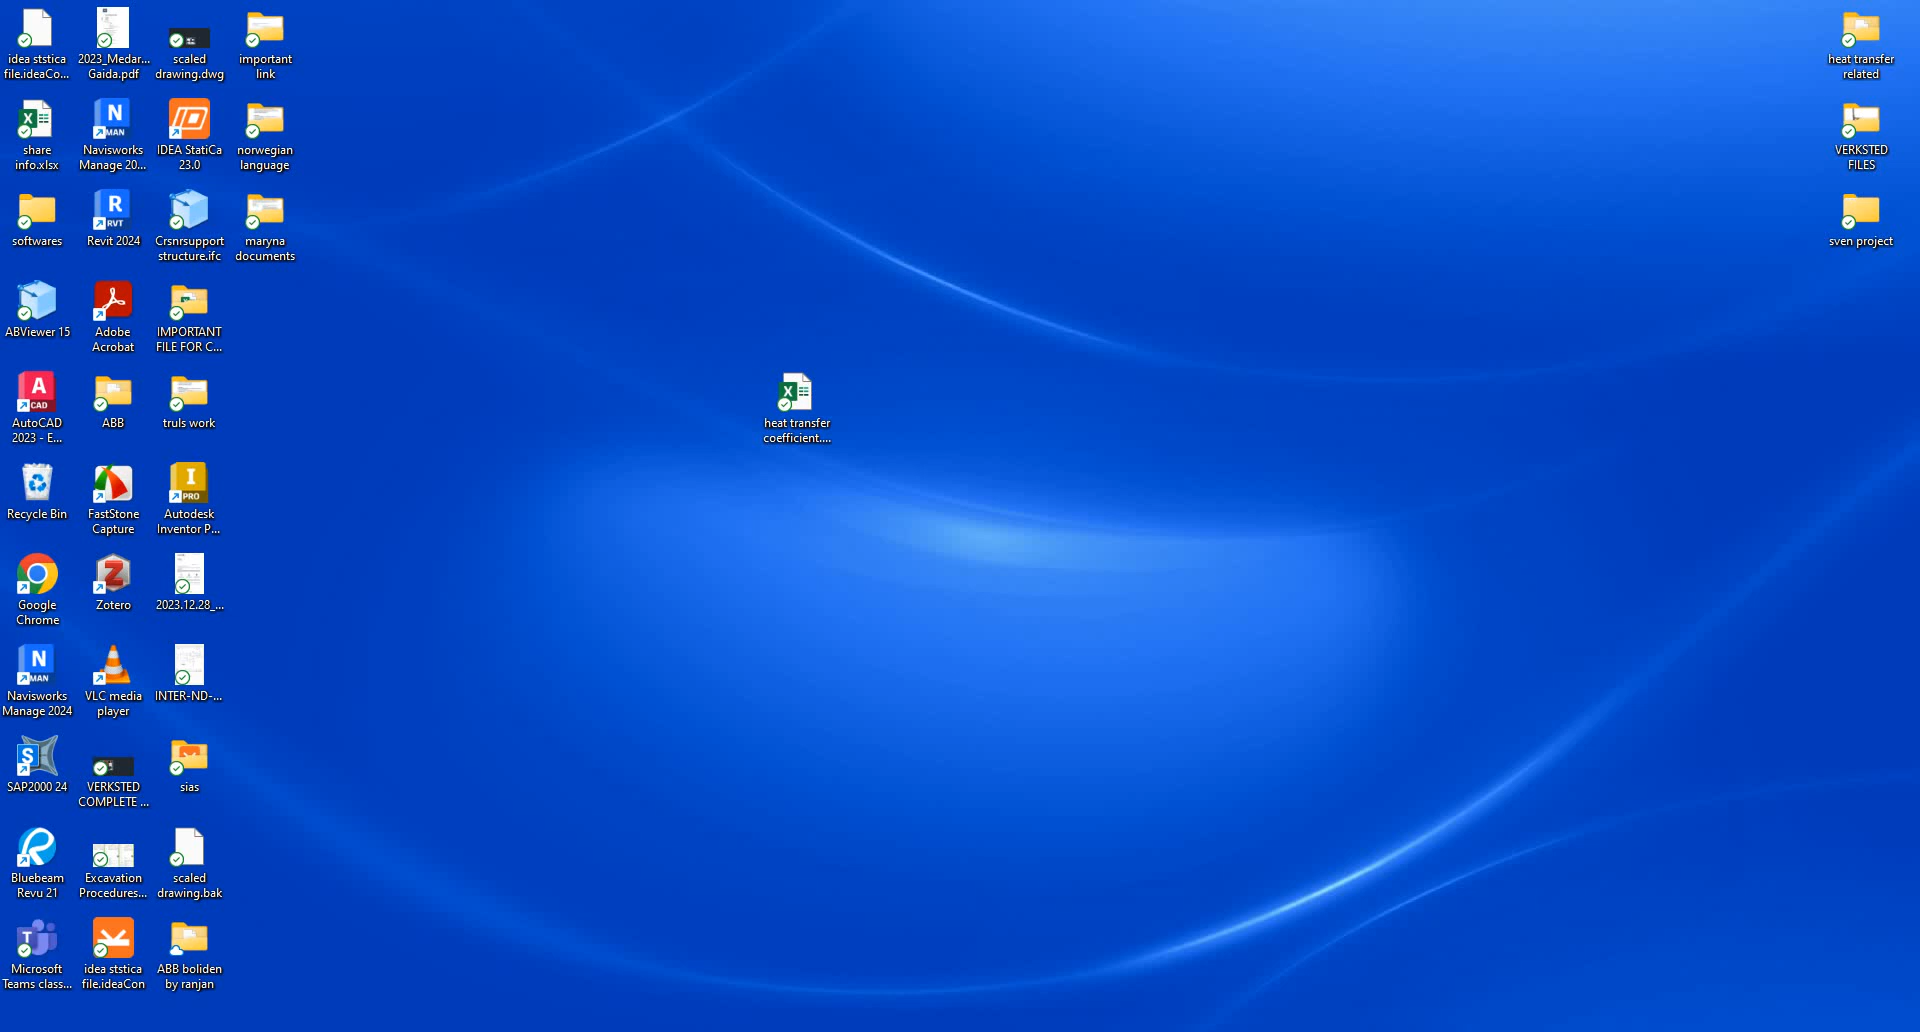 idea ststica
file.ideaCo...
2023_Medar...
Gaida.pdf
scaled
drawing.dwg
important
link
heat transfer
related
share
info.xlsx
N
MAN
Navisworks
Manage 20...
IDEA StatiCa
23.0
norwegian
language
VERKSTED
FILES
softwares
R
RVT
Revit 2024
Crsnrsupport
structure.ifc
maryna
documents
sven project
ABViewer 15
Adobe
Acrobat
IMPORTANT
FILE FOR C...
A
CAD
AutoCAD
2023 - E...
ABB
truls work
X
heat transfer
coefficient....
Recycle Bin
FastStone
Capture
I
PRO
Autodesk
Inventor P...
Google
Chrome
Z
Zotero
2023.12.28_...
N
MAN
Navisworks
Manage 2024
VLC media
player
INTER-ND-...
S
SAP2000 24
VERKSTED
COMPLETE ...
sias
Bluebeam
Revu 21
Excavation
Procedures...
scaled
drawing.bak
T
Microsoft
Teams class...
idea ststica
file.ideaCon
ABB boliden
by ranjan